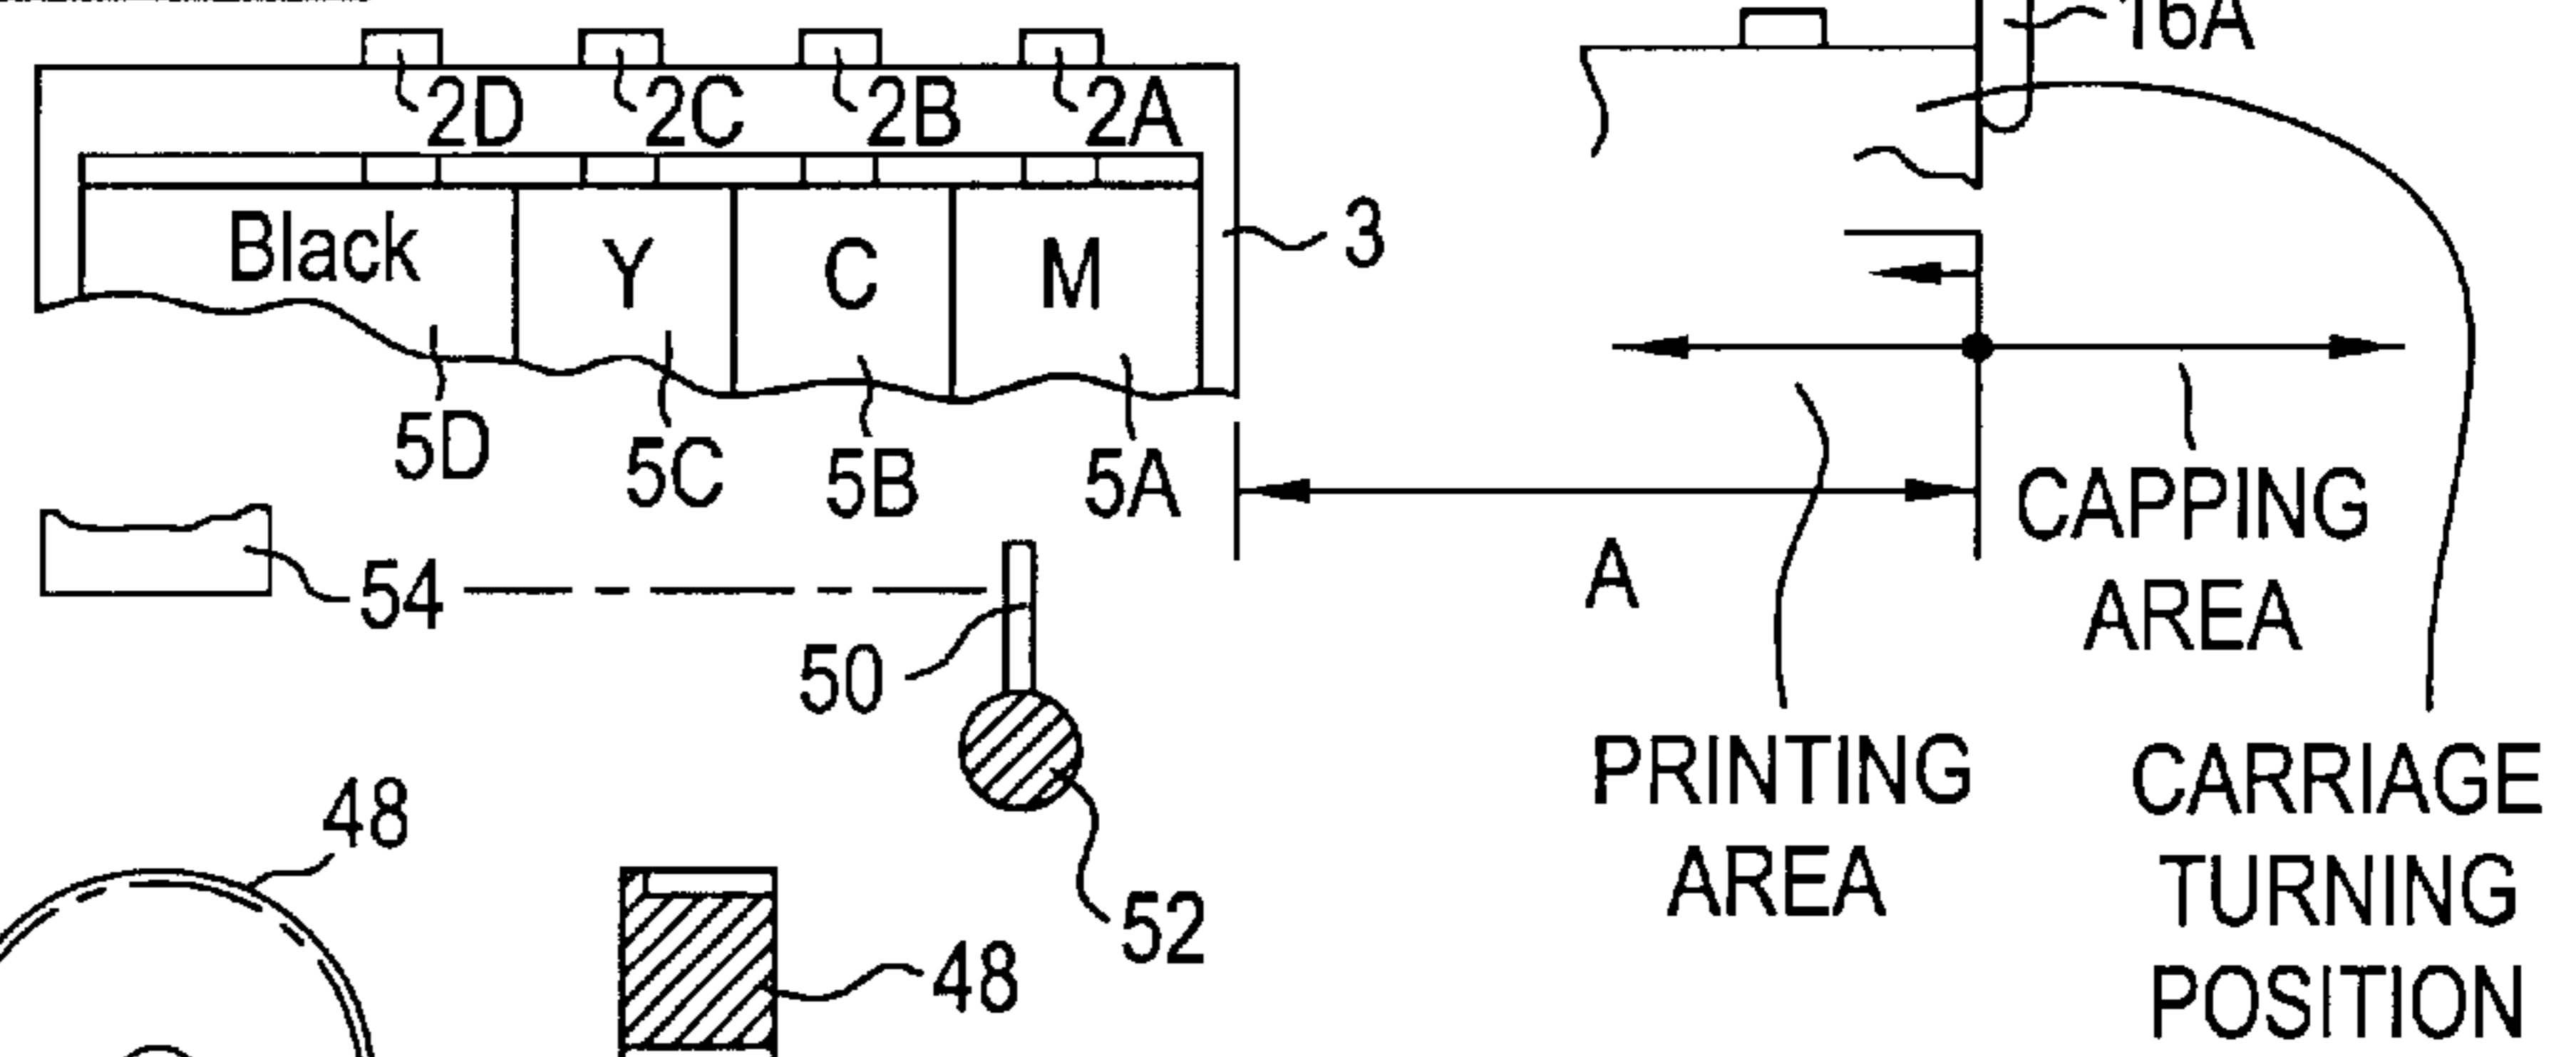 16A
2D 2C 2B 2A
Black Y C M
3
5D 5C 5B 5A
54
50
A
CAPPING
AREA
48
52
48
PRINTING
AREA
CARRIAGE
TURNING
POSITION